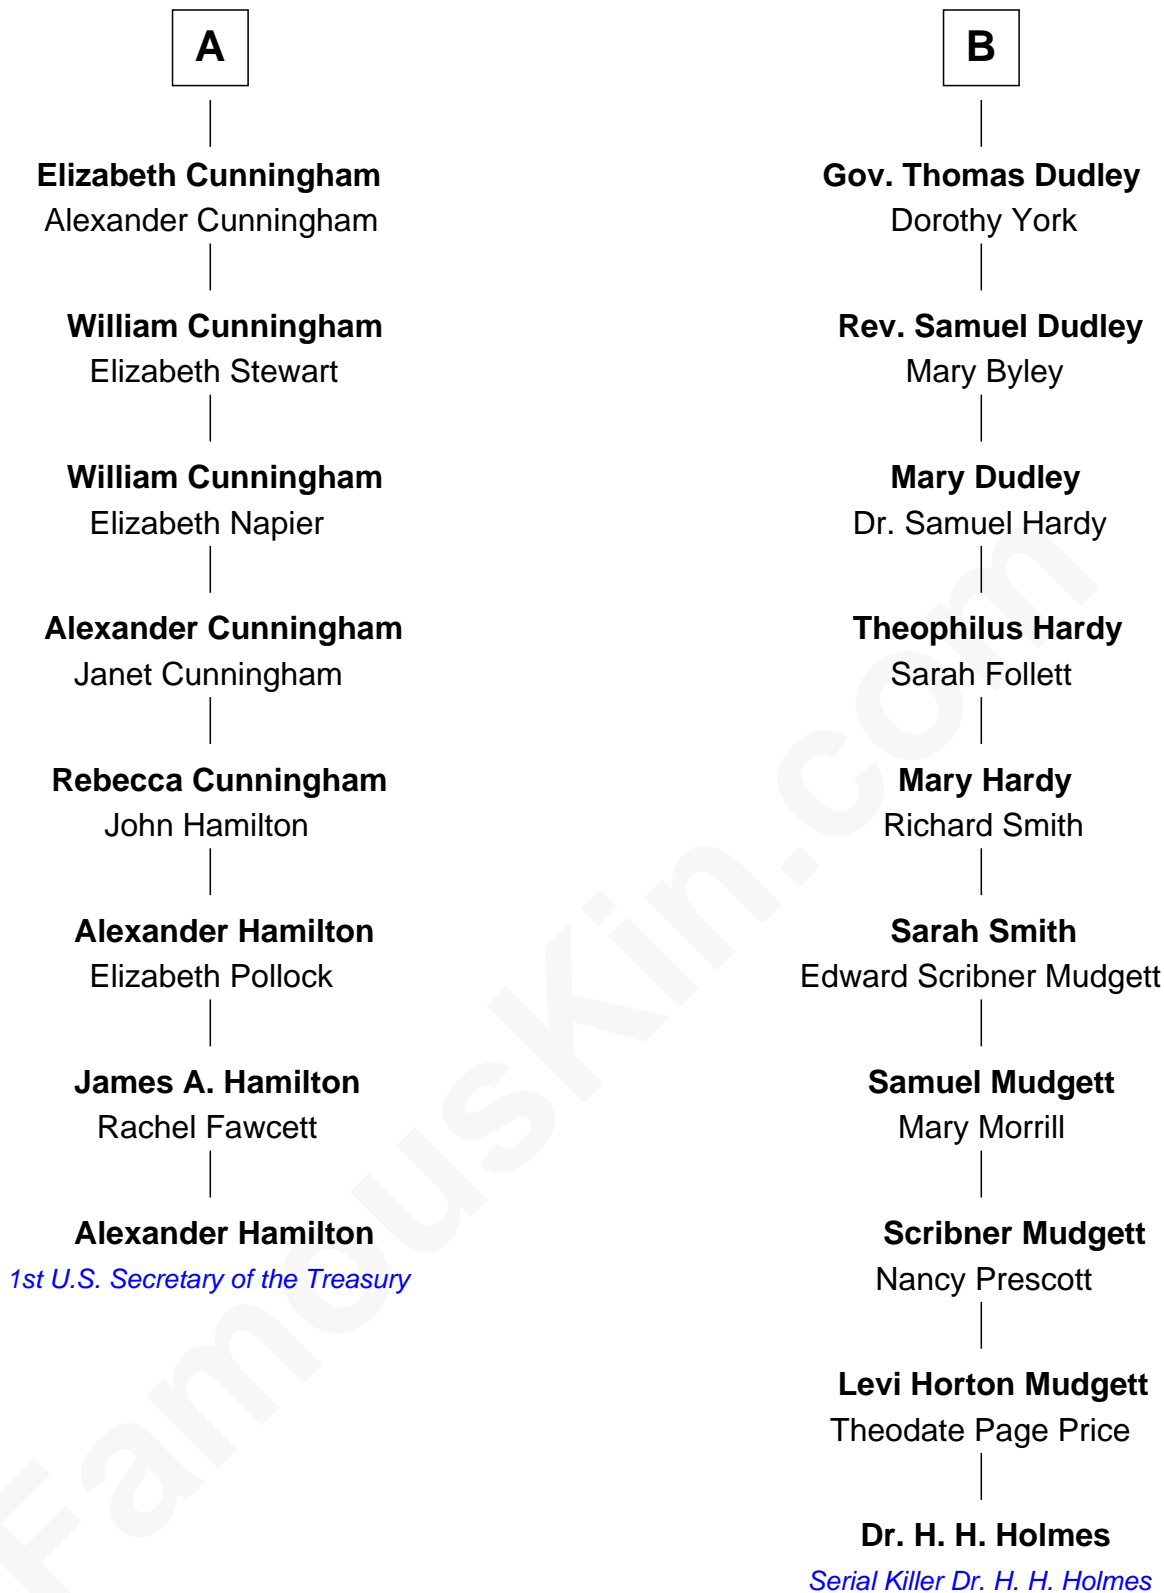 A
Elizabeth Cunningham
Alexander Cunningham
William Cunningham
Elizabeth Stewart
William Cunningham
Elizabeth Napier
Alexander Cunningham
Janet Cunningham
Rebecca Cunningham
John Hamilton
Alexander Hamilton
Elizabeth Pollock
James A. Hamilton
Rachel Fawcett
Alexander Hamilton
1st U.S. Secretary of the Treasury
B
Gov. Thomas Dudley
Dorothy York
Rev. Samuel Dudley
Mary Byley
Mary Dudley
Dr. Samuel Hardy
Theophilus Hardy
Sarah Follett
Mary Hardy
Richard Smith
Sarah Smith
Edward Scribner Mudgett
Samuel Mudgett
Mary Morrill
Scribner Mudgett
Nancy Prescott
Levi Horton Mudgett
Theodate Page Price
Dr. H. H. Holmes
Serial Killer Dr. H. H. Holmes
FamousKin.com